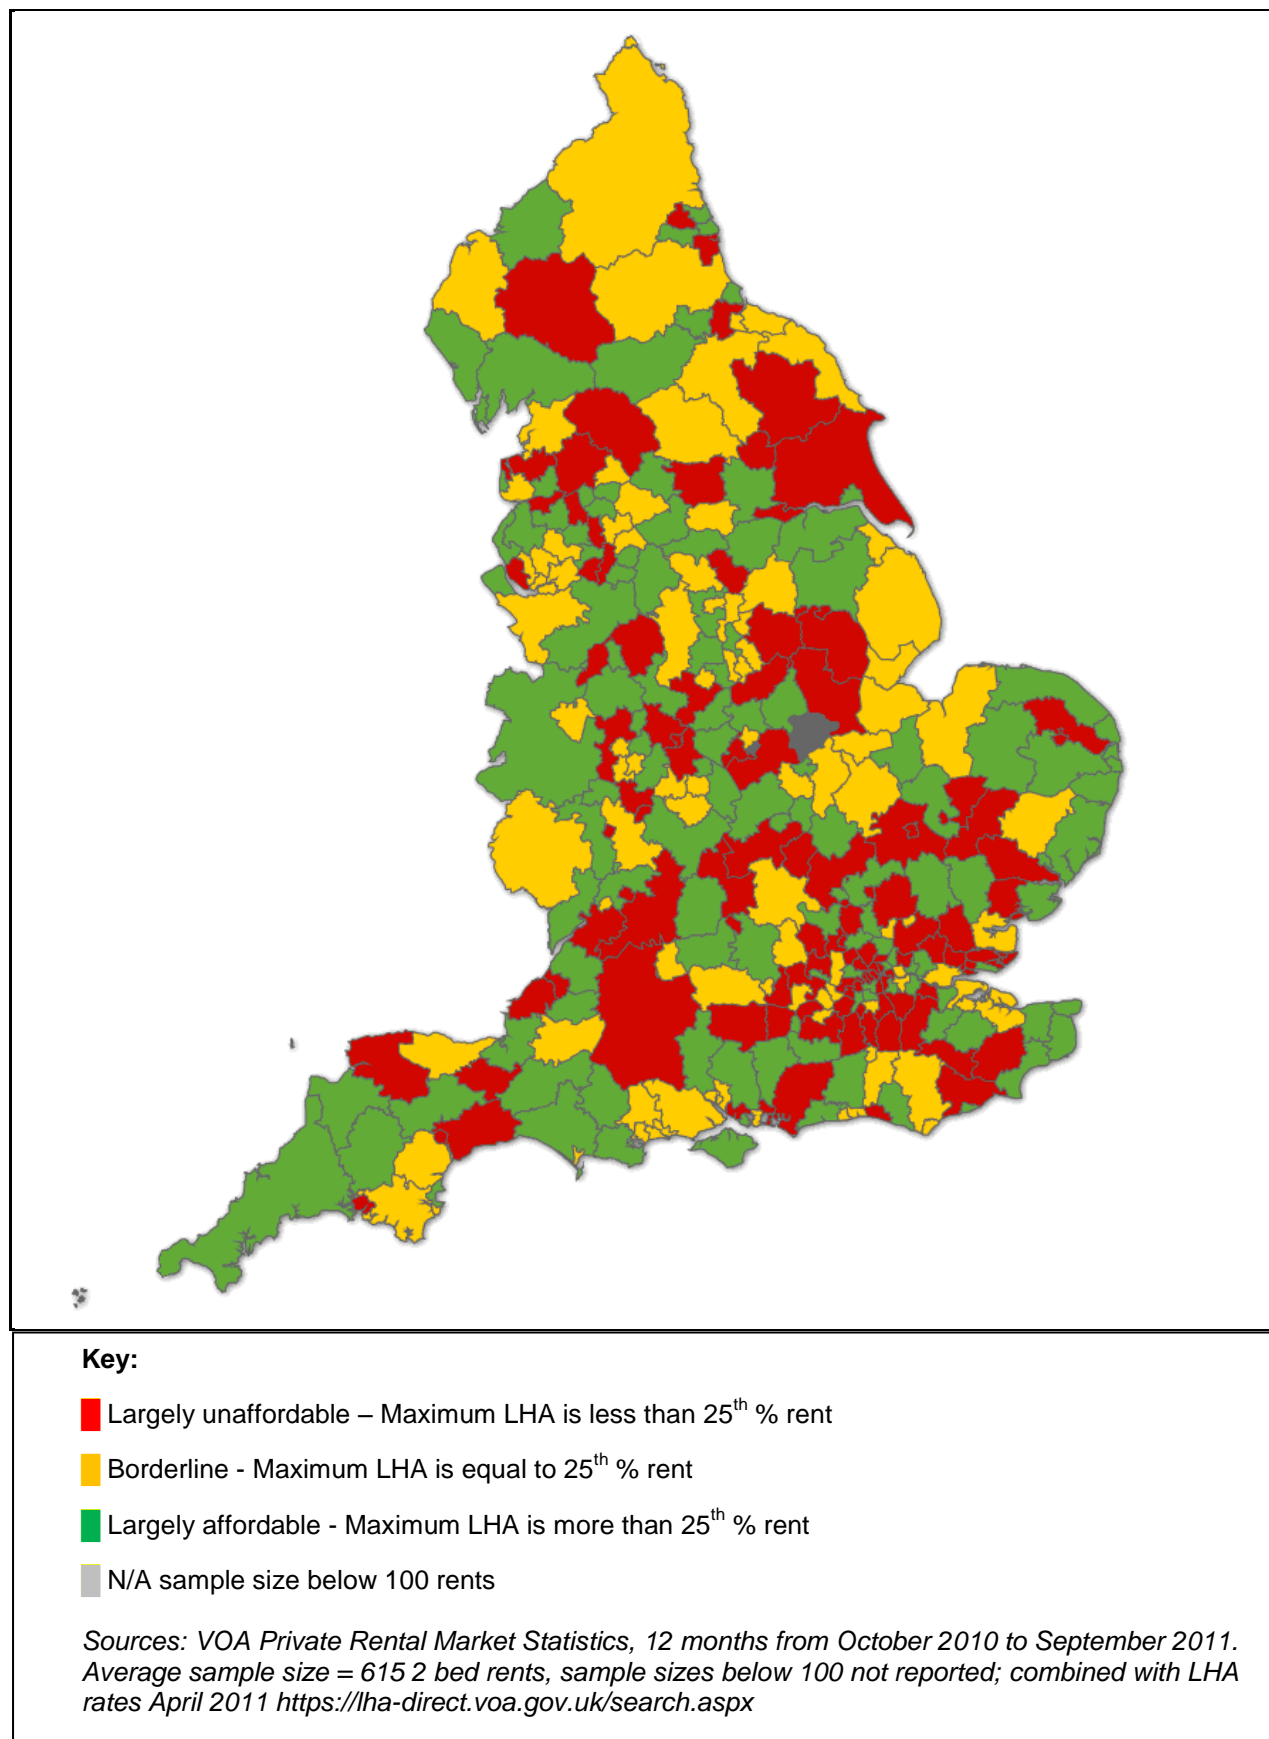 Key:
Largely unaffordable – Maximum LHA is less than 25th % rent
Borderline - Maximum LHA is equal to 25th % rent
Largely affordable - Maximum LHA is more than 25th % rent
N/A sample size below 100 rents
Sources: VOA Private Rental Market Statistics, 12 months from October 2010 to September 2011.
Average sample size = 615 2 bed rents, sample sizes below 100 not reported; combined with LHA
rates April 2011 https://lha-direct.voa.gov.uk/search.aspx